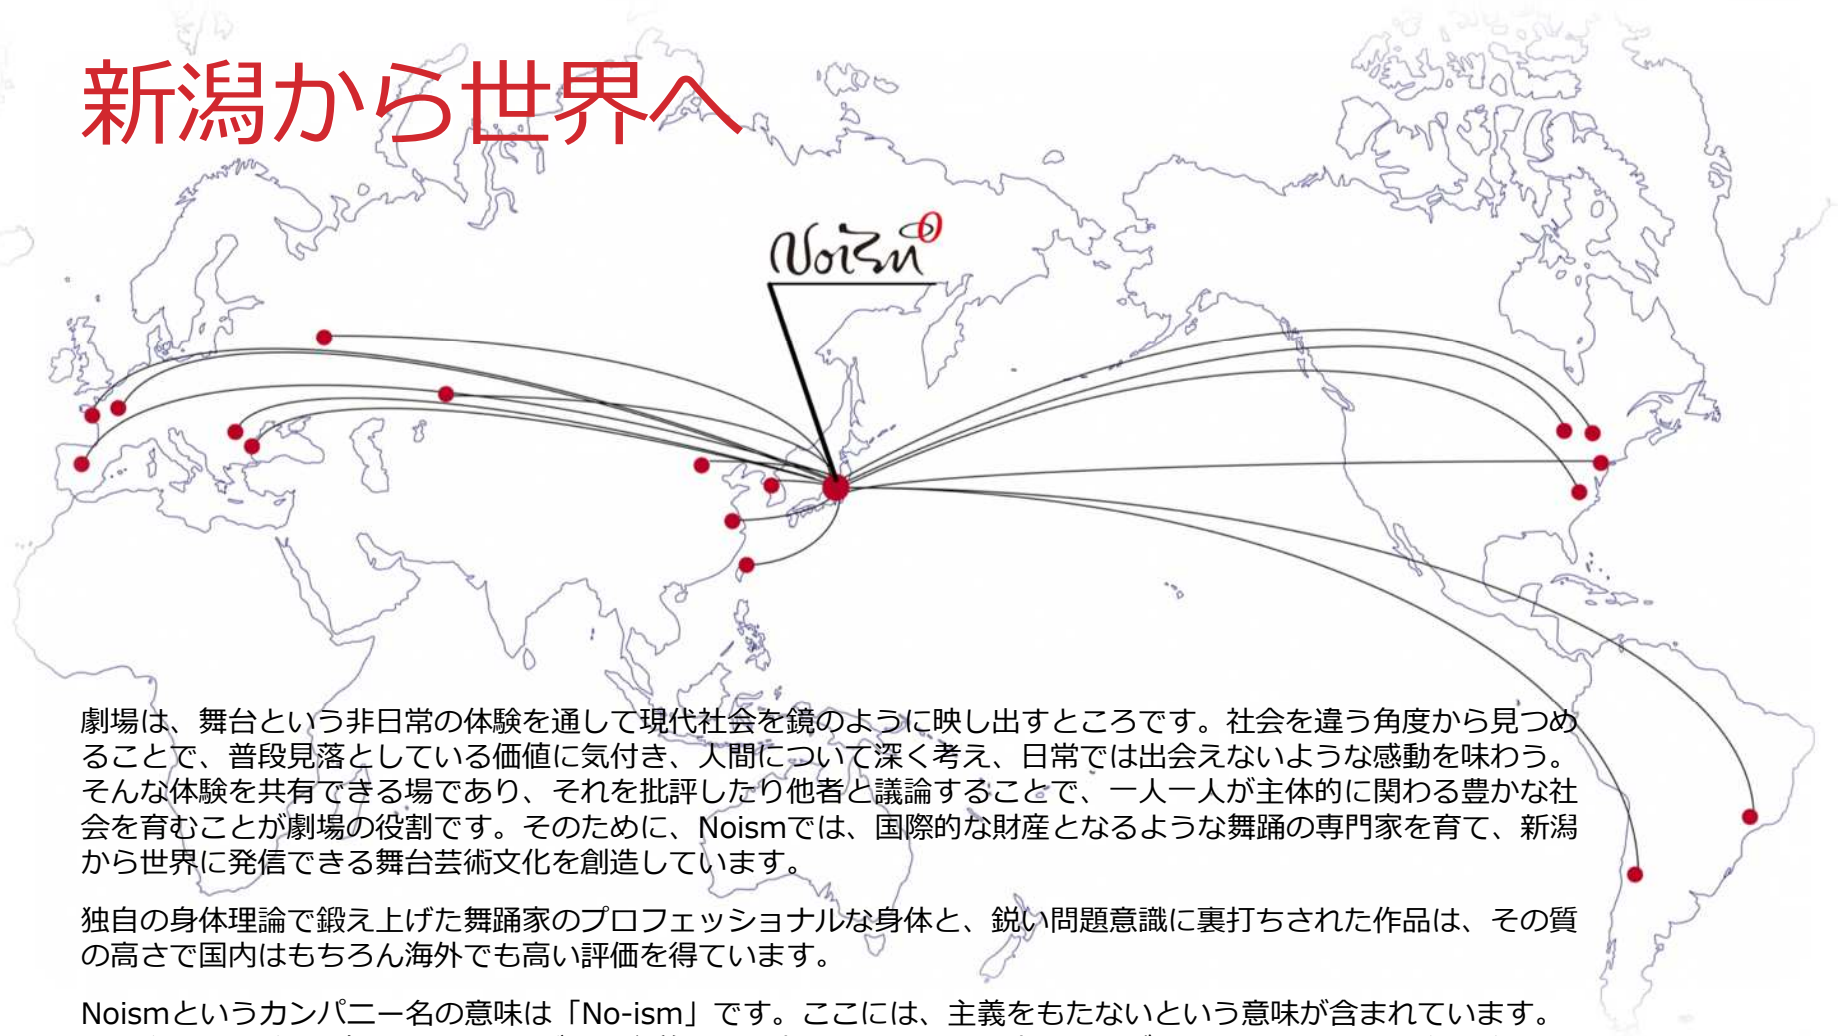 新潟から世界へ
Noism0
劇場は、舞台という非日常の体験を通して現代社会を鏡のように映し出すところです。社会を違う角度から見つめ
ることで、普段見落としている価値に気付き、人間について深く考え、日常では出会えないような感動を味わう。
そんな体験を共有できる場であり、それを批評したり他者と議論することで、一人一人が主体的に関わる豊かな社
会を育むことが劇場の役割です。そのために、Noismでは、国際的な財産となるような舞踊の専門家を育て、新潟
から世界に発信できる舞台芸術文化を創造しています。
独自の身体理論で鍛え上げた舞踊家のプロフェッショナルな身体と、鋭い問題意識に裏打ちされた作品は、その質
の高さで国内はもちろん海外でも高い評価を得ています。
Noismというカンパニー名の意味は「No-ism」です。ここには、主義をもたないという意味が含まれています。